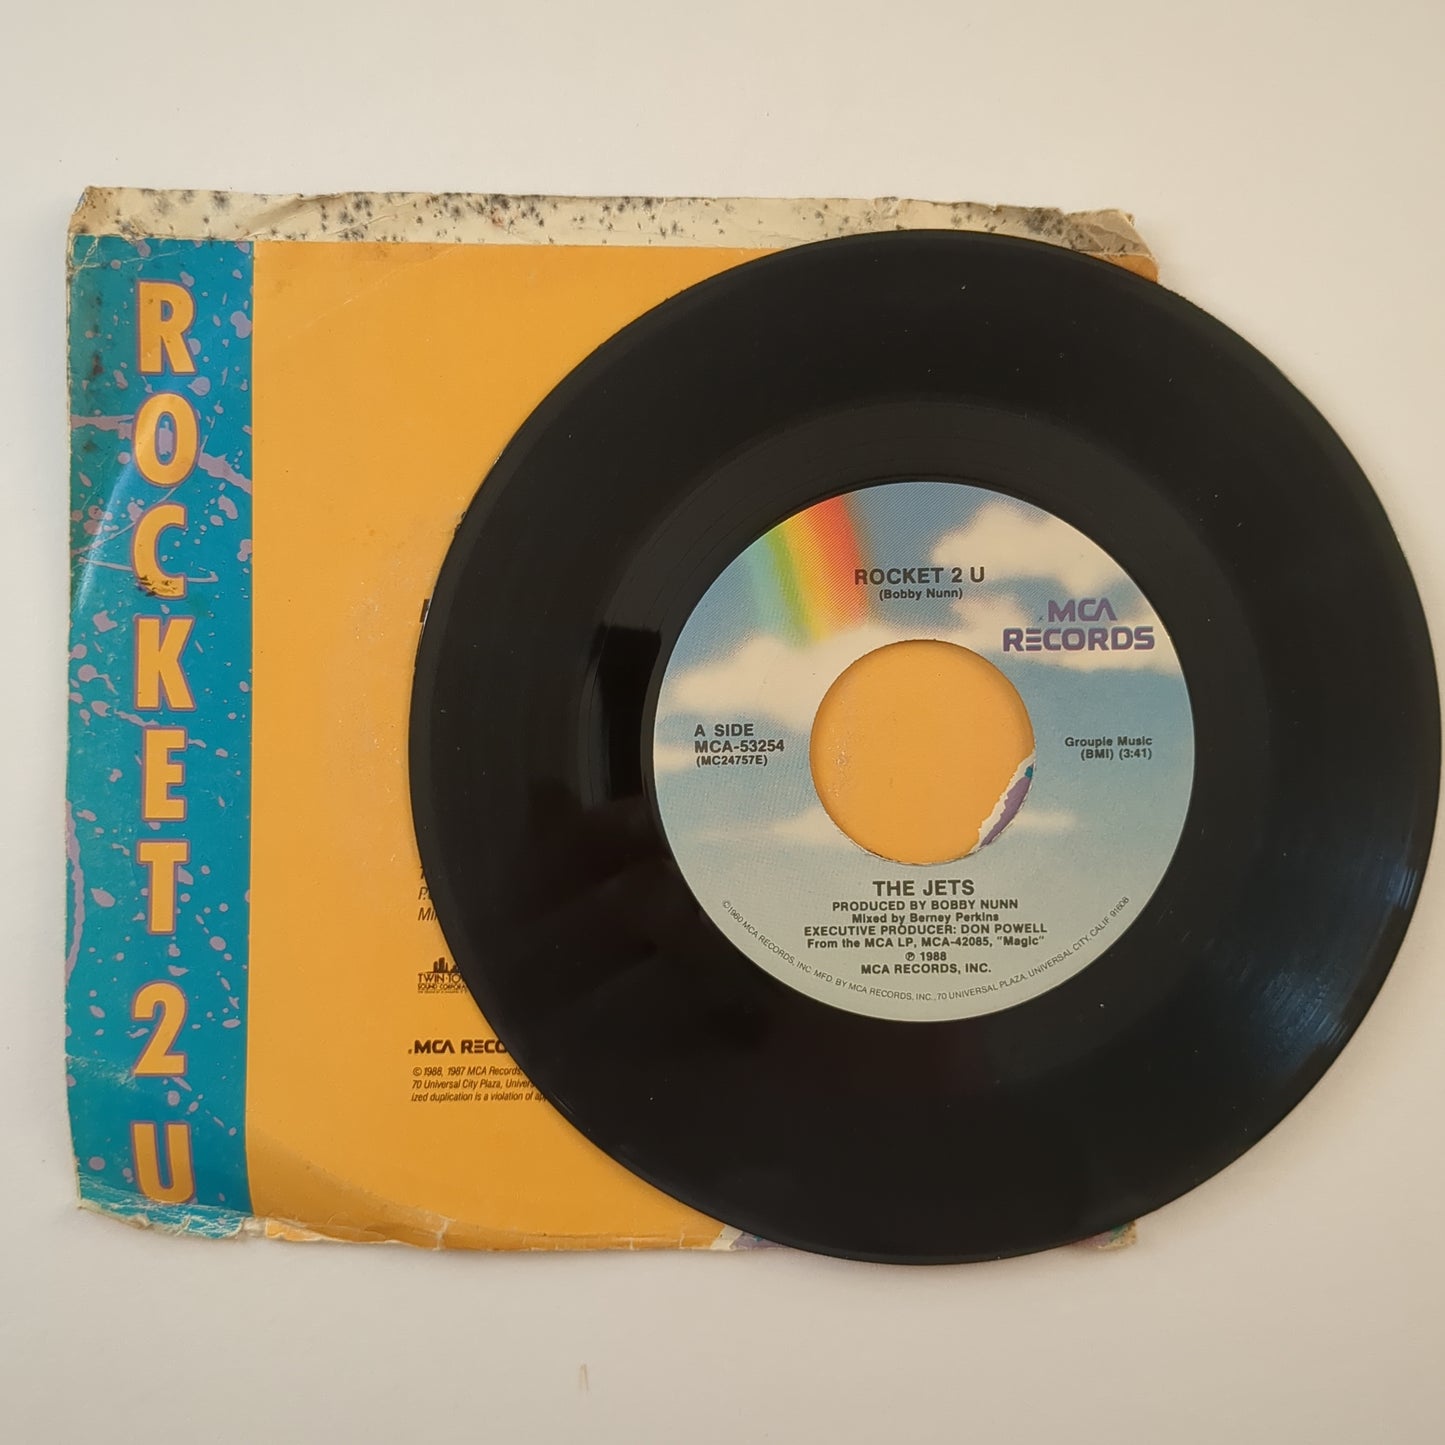 ROCKET 2 U
ROCKET 2 U
(Bobby Nunn)
MCA
RECORDS
A SIDE
MCA-53254
(MC24757E)
Groupie Music
(BMI) (3:41)
THE JETS
PRODUCED BY BOBBY NUNN
Mixed by Berney Perkins
EXECUTIVE PRODUCER: DON POWELL
From the MCA LP, MCA-42085, "Magic"
℗ 1988
MCA RECORDS, INC.
©1960 MCA RECORDS, INC. MFD. BY MCA RECORDS, INC., 70 UNIVERSAL PLAZA, UNIVERSAL CITY, CALIF. 91608
SOUND CORPORA
MCA RECO
© 1988, 1987 MCA Records,
70 Universal City Plaza, Univers
ized duplication is a violation of ap